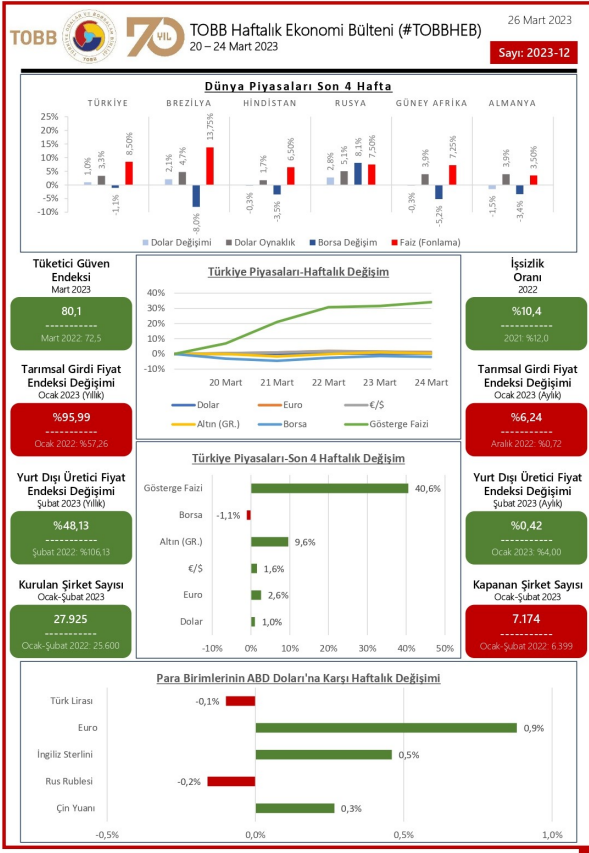 TOBB
TÜRKİYE ODALAR VE BORSALAR BİRLİĞİ
TOBB
70 YIL
TOBB Haftalık Ekonomi Bülteni (#TOBBHEB)
20 – 24 Mart 2023
26 Mart 2023
Sayı: 2023-12
Dünya Piyasaları Son 4 Hafta
TÜRKİYE BREZİLYA HİNDİSTAN RUSYA GÜNEY AFRİKA ALMANYA
25%
20%
15%
10%
5%
0%
-5%
-10%
1,0% 3,3% -1,1% 8,50%
2,1% 4,7% -8,0% 13,75%
-0,3% 1,7% -3,5% 6,50%
2,8% 5,1% 8,1% 7,50%
-0,3% 3,9% -5,2% 7,25%
-1,5% 3,9% -3,4% 3,50%
Dolar Değişimi Dolar Oynaklık Borsa Değişim Faiz (Fonlama)
Tüketici Güven
Endeksi
Mart 2023
80,1
-----------
Mart 2022: 72,5
Tarımsal Girdi Fiyat
Endeksi Değişimi
Ocak 2023 (Yıllık)
%95,99
-----------
Ocak 2022: %57,26
Yurt Dışı Üretici Fiyat
Endeksi Değişimi
Şubat 2023 (Yıllık)
%48,13
-----------
Şubat 2022: %106,13
Kurulan Şirket Sayısı
Ocak-Şubat 2023
27.925
-----------
Ocak-Şubat 2022: 25.600
Türkiye Piyasaları-Haftalık Değişim
40%
30%
20%
10%
0%
-10%
20 Mart 21 Mart 22 Mart 23 Mart 24 Mart
Dolar Euro €/$
Altın (GR.) Borsa Gösterge Faizi
Türkiye Piyasaları-Son 4 Haftalık Değişim
Gösterge Faizi 40,6%
Borsa -1,1%
Altın (GR.) 9,6%
€/$ 1,6%
Euro 2,6%
Dolar 1,0%
-10% 0% 10% 20% 30% 40% 50%
İşsizlik
Oranı
2022
%10,4
-----------
2021: %12,0
Tarımsal Girdi Fiyat
Endeksi Değişimi
Ocak 2023 (Aylık)
%6,24
-----------
Aralık 2022: %0,72
Yurt Dışı Üretici Fiyat
Endeksi Değişimi
Şubat 2023 (Aylık)
%0,42
-----------
Ocak 2023: %4,00
Kapanan Şirket Sayısı
Ocak-Şubat 2023
7.174
-----------
Ocak-Şubat 2022: 6.399
Para Birimlerinin ABD Doları'na Karşı Haftalık Değişimi
Türk Lirası -0,1%
Euro 0,9%
İngiliz Sterlini 0,5%
Rus Rublesi -0,2%
Çin Yuanı 0,3%
-0,5% 0,0% 0,5% 1,0%